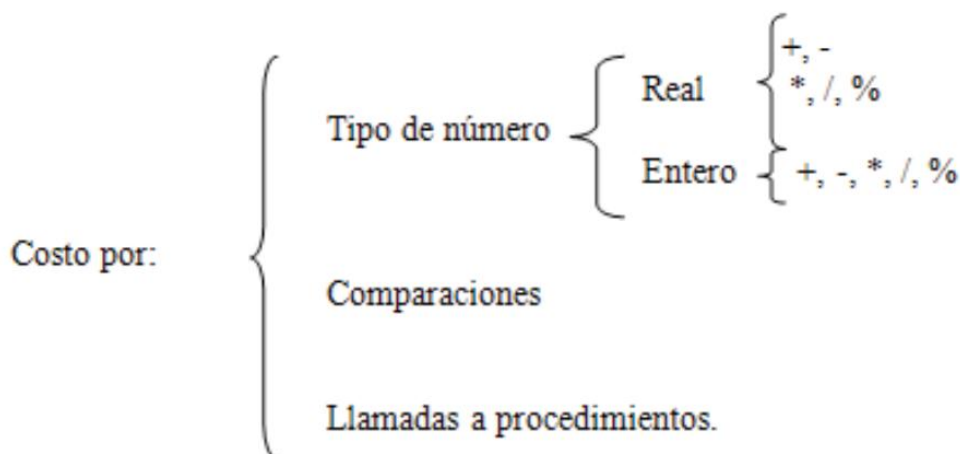 +, -
Real
*, /, %
Tipo de número
Entero
+, -, *, /, %
Costo por:
Comparaciones
Llamadas a procedimientos.